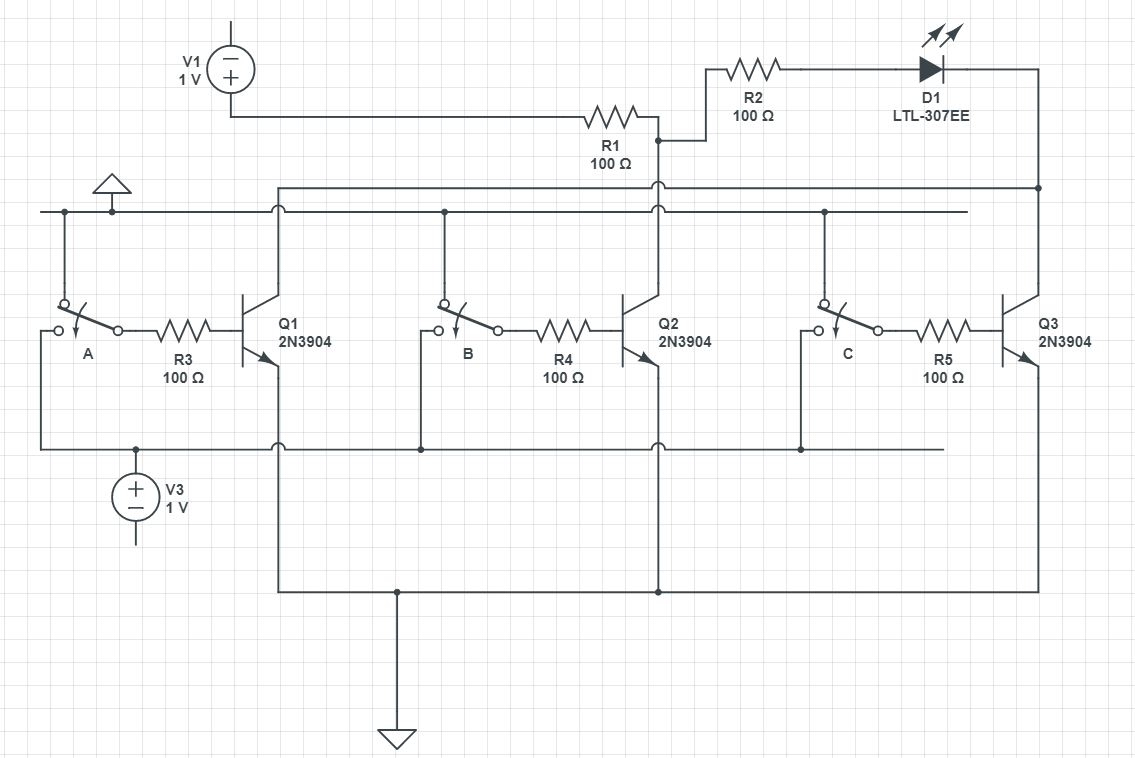 V1
1 V
R1
100 Ω
R2
100 Ω
D1
LTL-307EE
A
R3
100 Ω
Q1
2N3904
B
R4
100 Ω
Q2
2N3904
C
R5
100 Ω
Q3
2N3904
V3
1 V